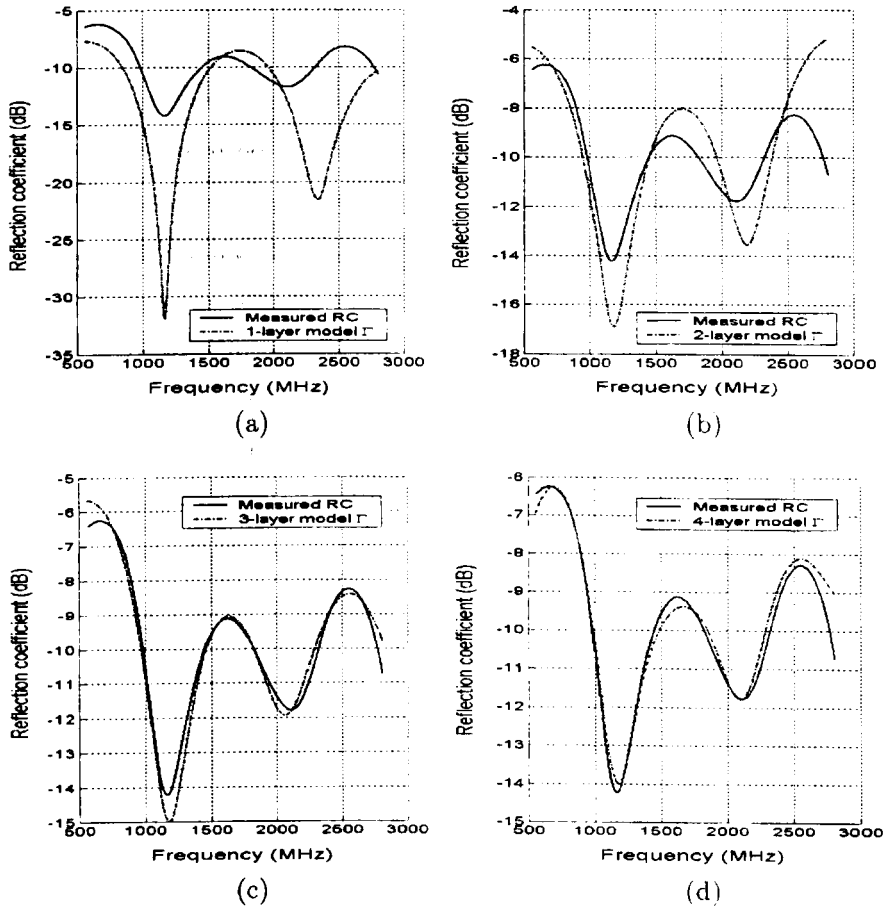 Reflection coefficient (dB)
-5
-10
-15
-20
-25
-30
-35
Measured RC
1-layer model Γ
500 1000 1500 2000 2500 3000
Frequency (MHz)
(a)
Reflection coefficient (dB)
-4
-6
-8
-10
-12
-14
-16
-18
Measured RC
2-layer model Γ
500 1000 1500 2000 2500 3000
Frequency (MHz)
(b)
Reflection coefficient (dB)
-5
-6
-7
-8
-9
-10
-11
-12
-13
-14
-15
Measured RC
3-layer model Γ
500 1000 1500 2000 2500 3000
Frequency (MHz)
(c)
Reflection coefficient (dB)
-6
-7
-8
-9
-10
-11
-12
-13
-14
-15
Measured RC
4-layer model Γ
500 1000 1500 2000 2500 3000
Frequency (MHz)
(d)